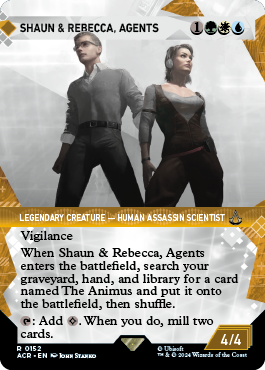 SHAUN & REBECCA, AGENTS 1
LEGENDARY CREATURE — HUMAN ASSASSIN SCIENTIST
Vigilance
When Shaun & Rebecca, Agents
enters the battlefield, search your
graveyard, hand, and library for a card
named The Animus and put it onto
the battlefield, then shuffle.
: Add . When you do, mill two
cards.
4/4
R 0152
ACR • EN JOHN STANKO
© Ubisoft
™ & © 2024 Wizards of the Coast